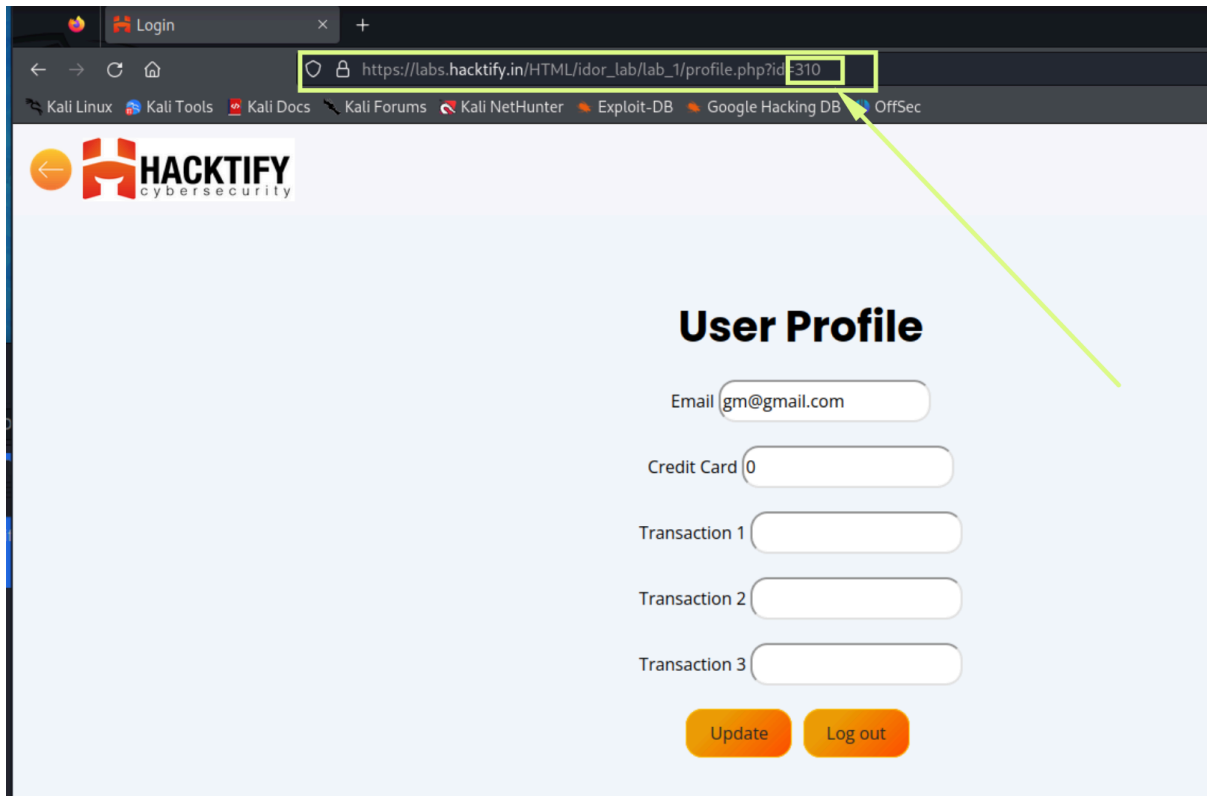 Login
https://labs.hacktify.in/HTML/idor_lab/lab_1/profile.php?id=310
Kali Linux Kali Tools Kali Docs Kali Forums Kali NetHunter Exploit-DB Google Hacking DB OffSec
HACKTIFY
cybersecurity
User Profile
Email gm@gmail.com
Credit Card 0
Transaction 1
Transaction 2
Transaction 3
Update Log out